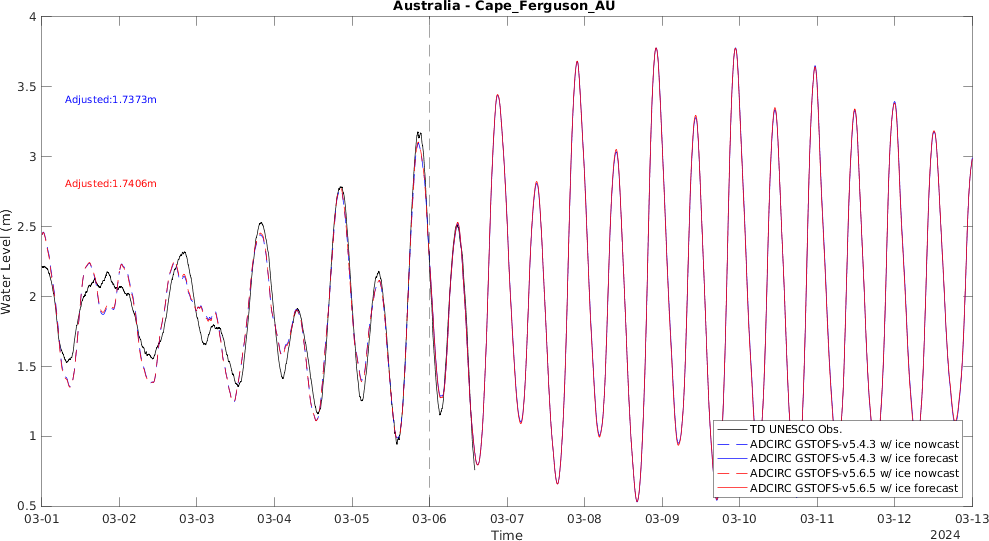 Australia - Cape_Ferguson_AU
4
3.5
3
2.5
2
1.5
1
0.5
Water Level (m)
Adjusted:1.7373m
Adjusted:1.7406m
TD UNESCO Obs.
ADCIRC GSTOFS-v5.4.3 w/ ice nowcast
ADCIRC GSTOFS-v5.4.3 w/ ice forecast
ADCIRC GSTOFS-v5.6.5 w/ ice nowcast
ADCIRC GSTOFS-v5.6.5 w/ ice forecast
03-01 03-02 03-03 03-04 03-05 03-06 03-07 03-08 03-09 03-10 03-11 03-12 03-13
Time
2024